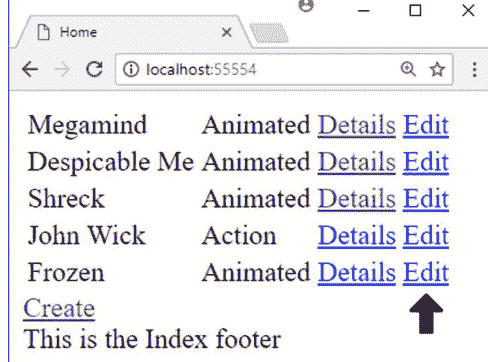 Home
localhost:55554
Megamind Animated Details Edit
Despicable Me Animated Details Edit
Shreck Animated Details Edit
John Wick Action Details Edit
Frozen Animated Details Edit
Create
This is the Index footer